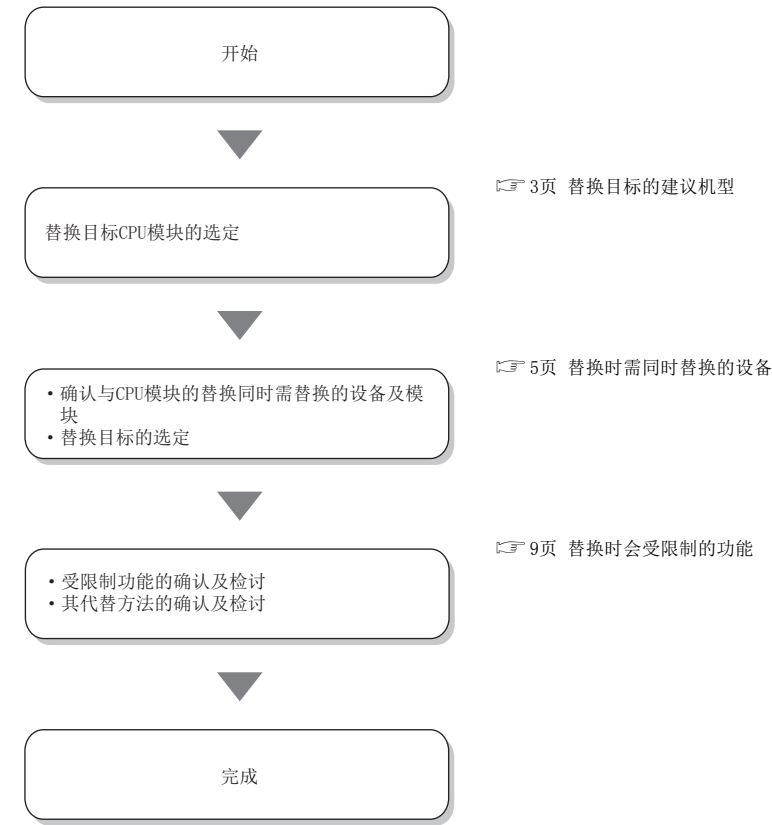 开始
☞ 3页 替换目标的建议机型
替换目标CPU模块的选定
☞ 5页 替换时需同时替换的设备
•确认与CPU模块的替换同时需替换的设备及模
块
•替换目标的选定
☞ 9页 替换时会受限制的功能
•受限制功能的确认及检讨
•其代替方法的确认及检讨
完成